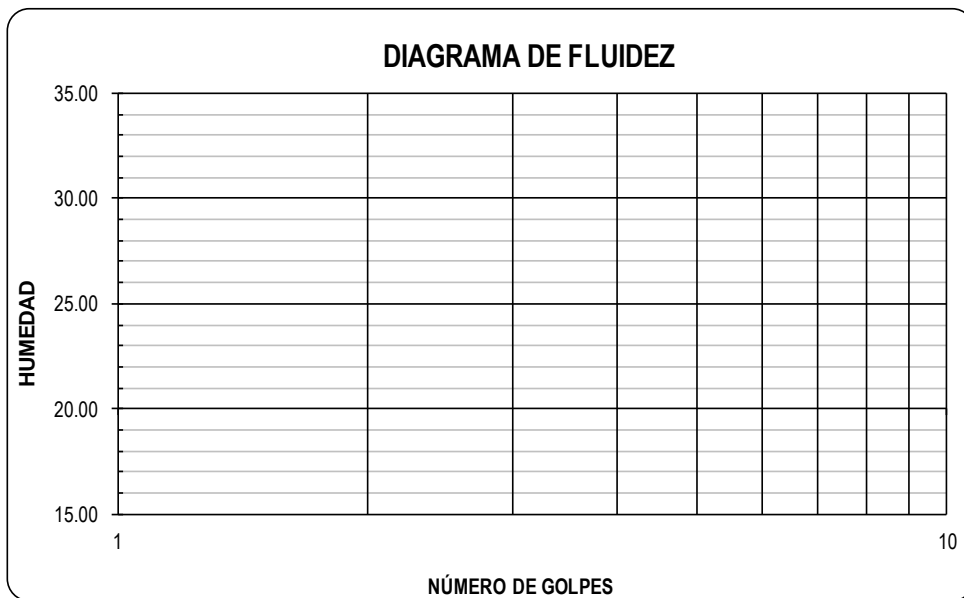 DIAGRAMA DE FLUIDEZ
35.00
30.00
25.00
20.00
15.00
HUMEDAD
1
10
NÚMERO DE GOLPES